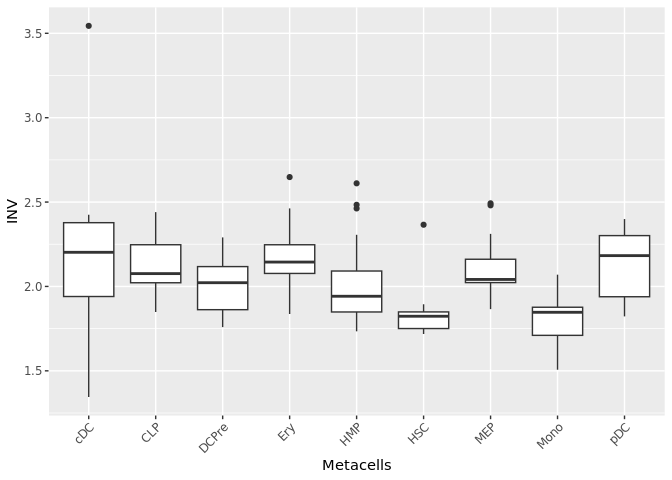 3.5
3.0
2.5
2.0
1.5
INV
cDC
CLP
DCPre
Ery
HMP
HSC
MEP
Mono
pDC
Metacells